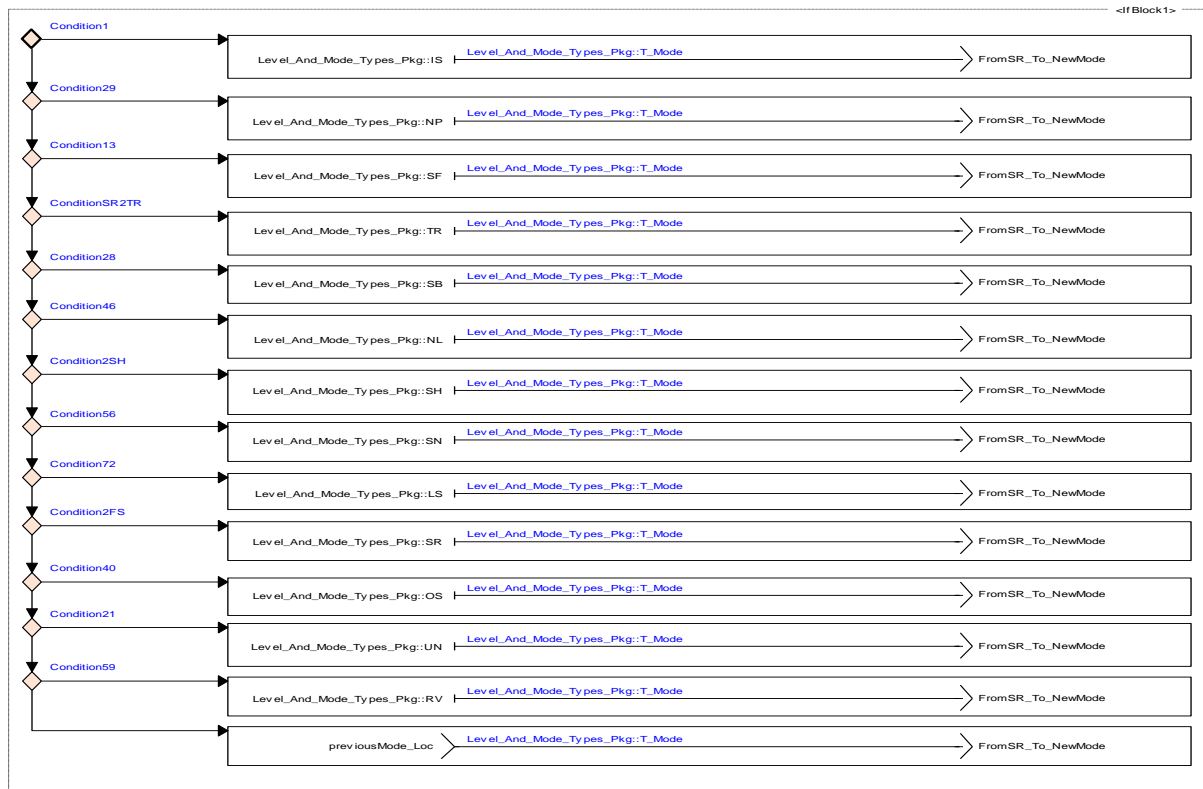 <If Block1>
Condition1
Level_And_Mode_Types_Pkg::IS Level_And_Mode_Types_Pkg::T_Mode FromSR_To_NewMode
Condition29
Level_And_Mode_Types_Pkg::NP Level_And_Mode_Types_Pkg::T_Mode FromSR_To_NewMode
Condition13
Level_And_Mode_Types_Pkg::SF Level_And_Mode_Types_Pkg::T_Mode FromSR_To_NewMode
ConditionSR2TR
Level_And_Mode_Types_Pkg::TR Level_And_Mode_Types_Pkg::T_Mode FromSR_To_NewMode
Condition28
Level_And_Mode_Types_Pkg::SB Level_And_Mode_Types_Pkg::T_Mode FromSR_To_NewMode
Condition46
Level_And_Mode_Types_Pkg::NL Level_And_Mode_Types_Pkg::T_Mode FromSR_To_NewMode
Condition2SH
Level_And_Mode_Types_Pkg::SH Level_And_Mode_Types_Pkg::T_Mode FromSR_To_NewMode
Condition56
Level_And_Mode_Types_Pkg::SN Level_And_Mode_Types_Pkg::T_Mode FromSR_To_NewMode
Condition72
Level_And_Mode_Types_Pkg::LS Level_And_Mode_Types_Pkg::T_Mode FromSR_To_NewMode
Condition2FS
Level_And_Mode_Types_Pkg::SR Level_And_Mode_Types_Pkg::T_Mode FromSR_To_NewMode
Condition40
Level_And_Mode_Types_Pkg::OS Level_And_Mode_Types_Pkg::T_Mode FromSR_To_NewMode
Condition21
Level_And_Mode_Types_Pkg::UN Level_And_Mode_Types_Pkg::T_Mode FromSR_To_NewMode
Condition59
Level_And_Mode_Types_Pkg::RV Level_And_Mode_Types_Pkg::T_Mode FromSR_To_NewMode
previousMode_Loc Level_And_Mode_Types_Pkg::T_Mode FromSR_To_NewMode